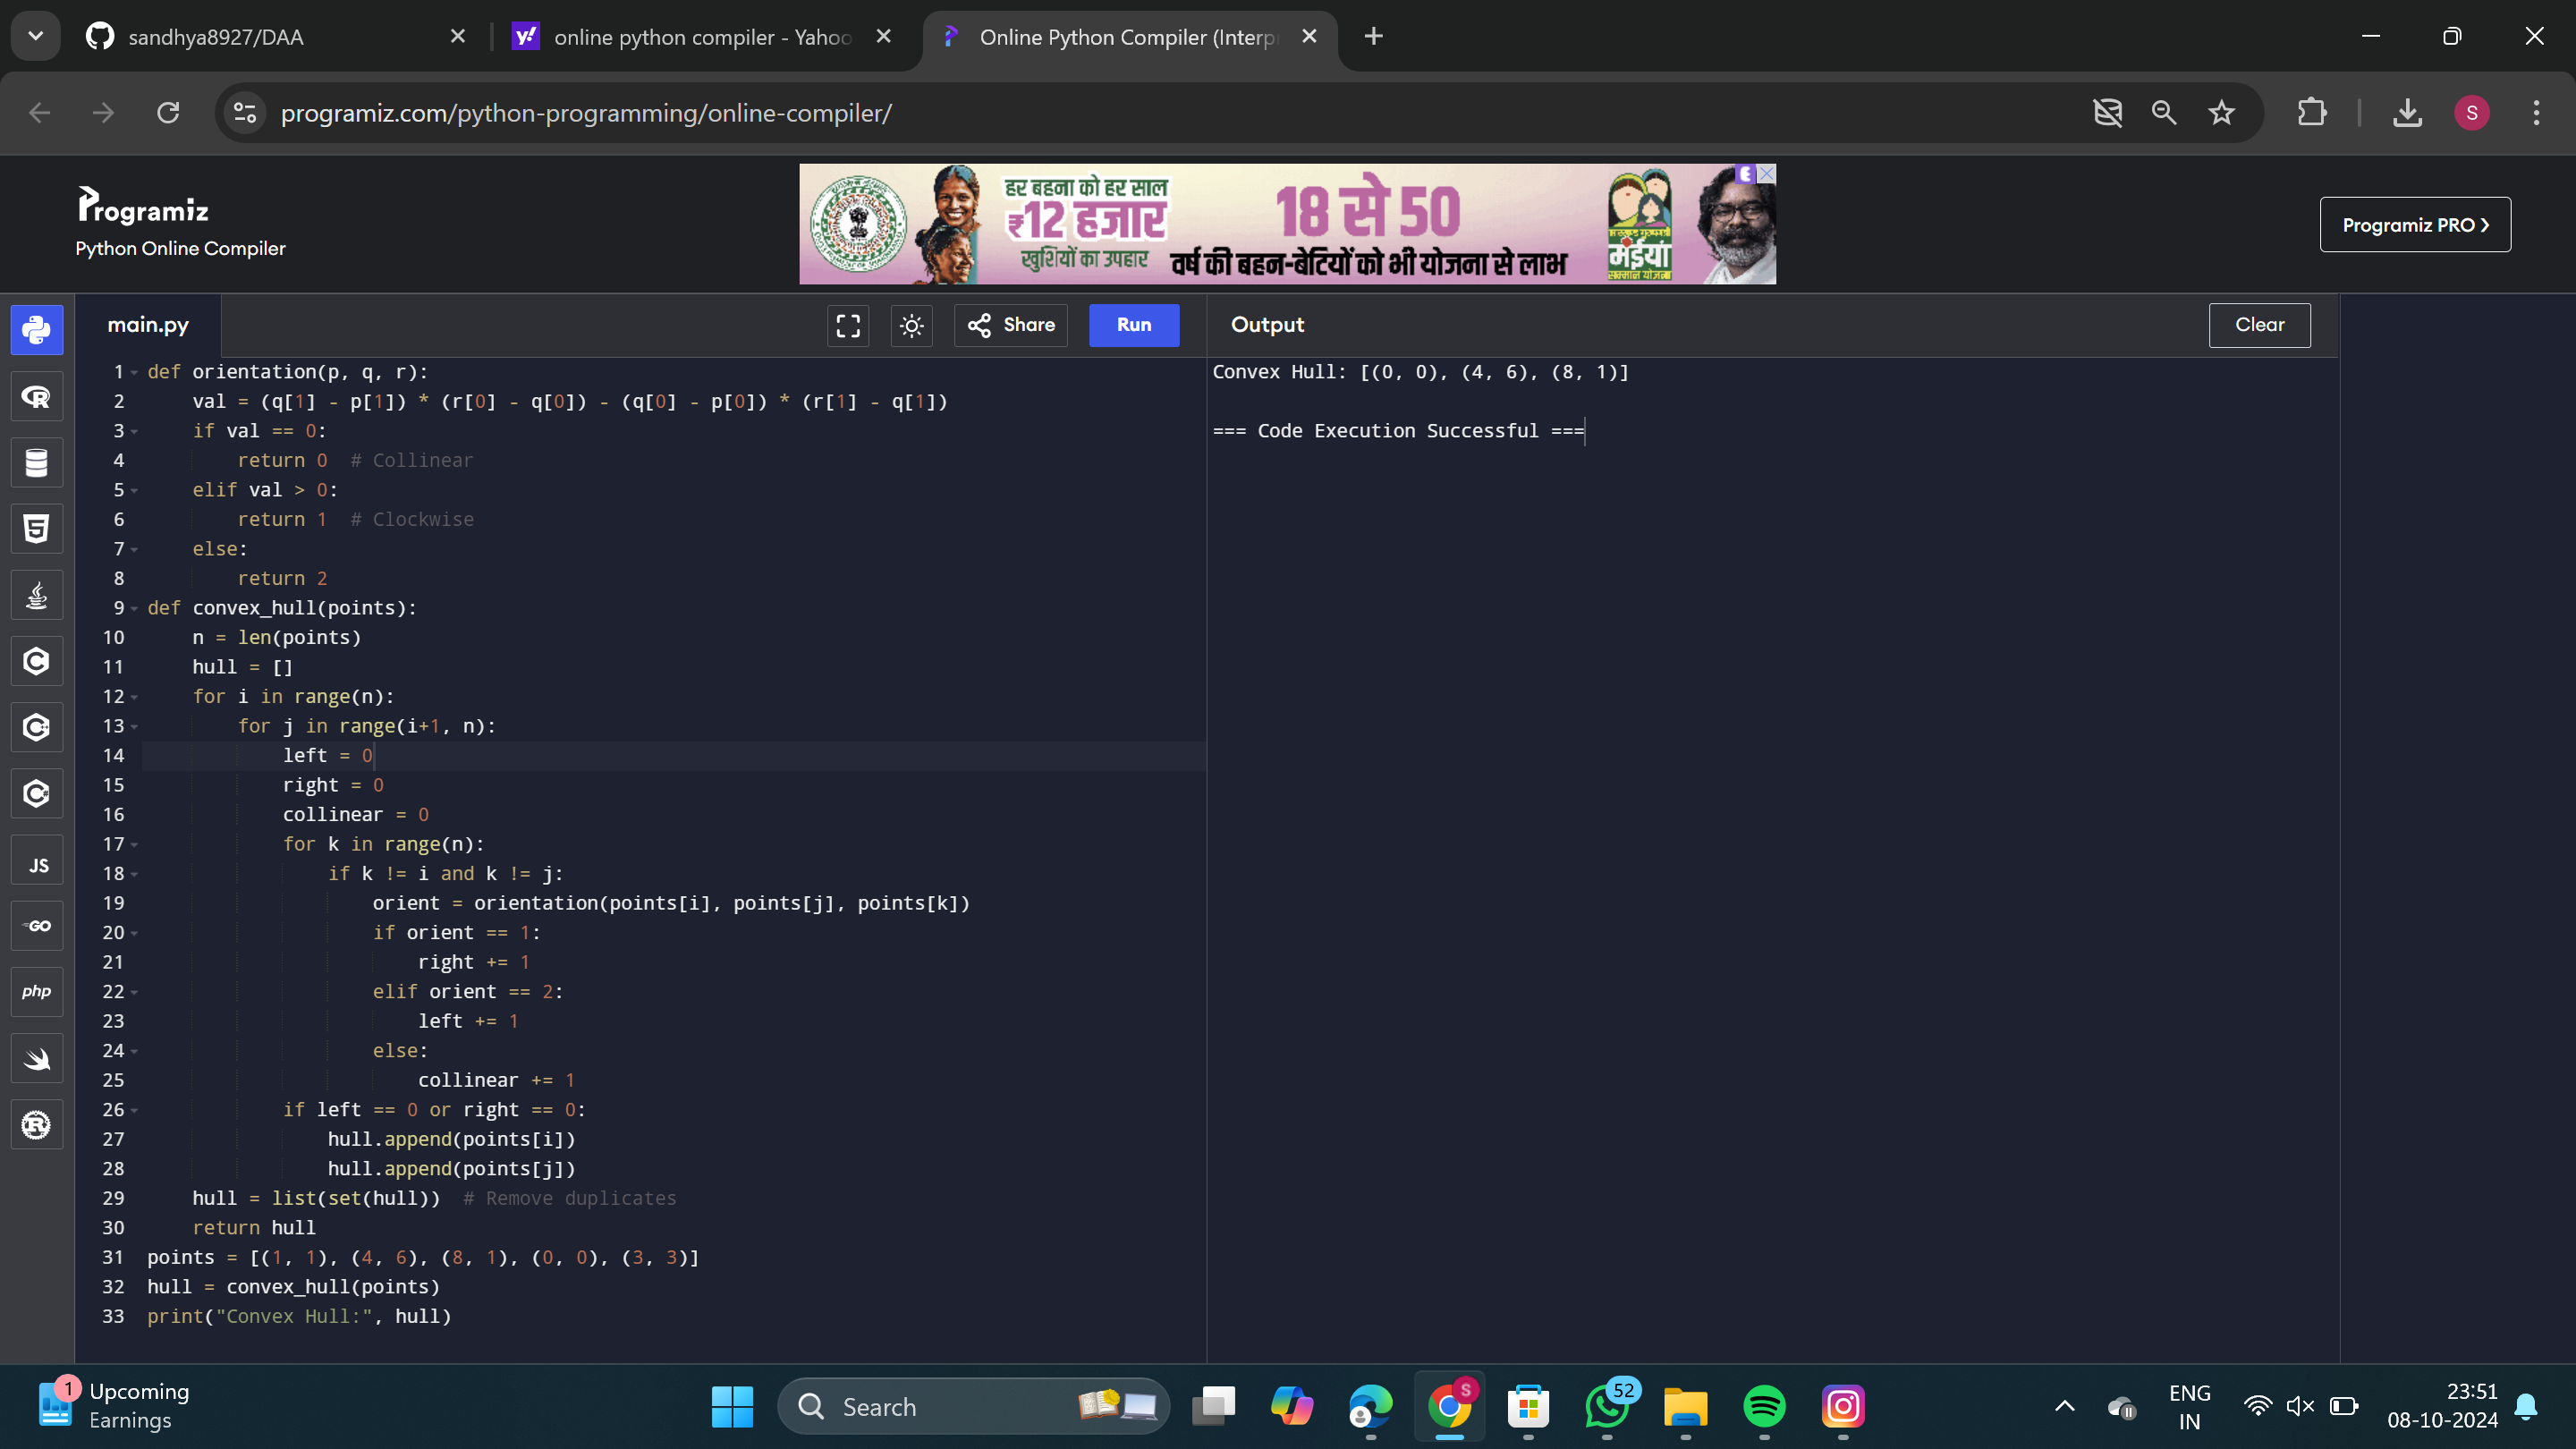 sandhya8927/DAA
online python compiler - Yahoo
Online Python Compiler (Interp
programiz.com/python-programming/online-compiler/
S
Programiz
Python Online Compiler
हर बहना को हर साल
₹12 हजार
खुशियों का उपहार
18 से 50
वर्ष की बहन-बेटियों को भी योजना से लाभ
मंईयां
सम्मान योजना
Programiz PRO ❯
main.py
Share
Run
Output
Clear
1 def orientation(p, q, r):
2     val = (q[1] - p[1]) * (r[0] - q[0]) - (q[0] - p[0]) * (r[1] - q[1])
3     if val == 0:
4         return 0  # Collinear
5     elif val > 0:
6         return 1  # Clockwise
7     else:
8         return 2
9 def convex_hull(points):
10     n = len(points)
11     hull = []
12     for i in range(n):
13         for j in range(i+1, n):
14             left = 0
15             right = 0
16             collinear = 0
17             for k in range(n):
18                 if k != i and k != j:
19                     orient = orientation(points[i], points[j], points[k])
20                     if orient == 1:
21                         right += 1
22                     elif orient == 2:
23                         left += 1
24                     else:
25                         collinear += 1
26             if left == 0 or right == 0:
27                 hull.append(points[i])
28                 hull.append(points[j])
29     hull = list(set(hull))  # Remove duplicates
30     return hull
31 points = [(1, 1), (4, 6), (8, 1), (0, 0), (3, 3)]
32 hull = convex_hull(points)
33 print("Convex Hull:", hull)
Convex Hull: [(0, 0), (4, 6), (8, 1)]
=== Code Execution Successful ===
R
5
C
C
C
JS
GO
php
R
1
Upcoming
Earnings
Search
S
52
ENG
IN
23:51
08-10-2024